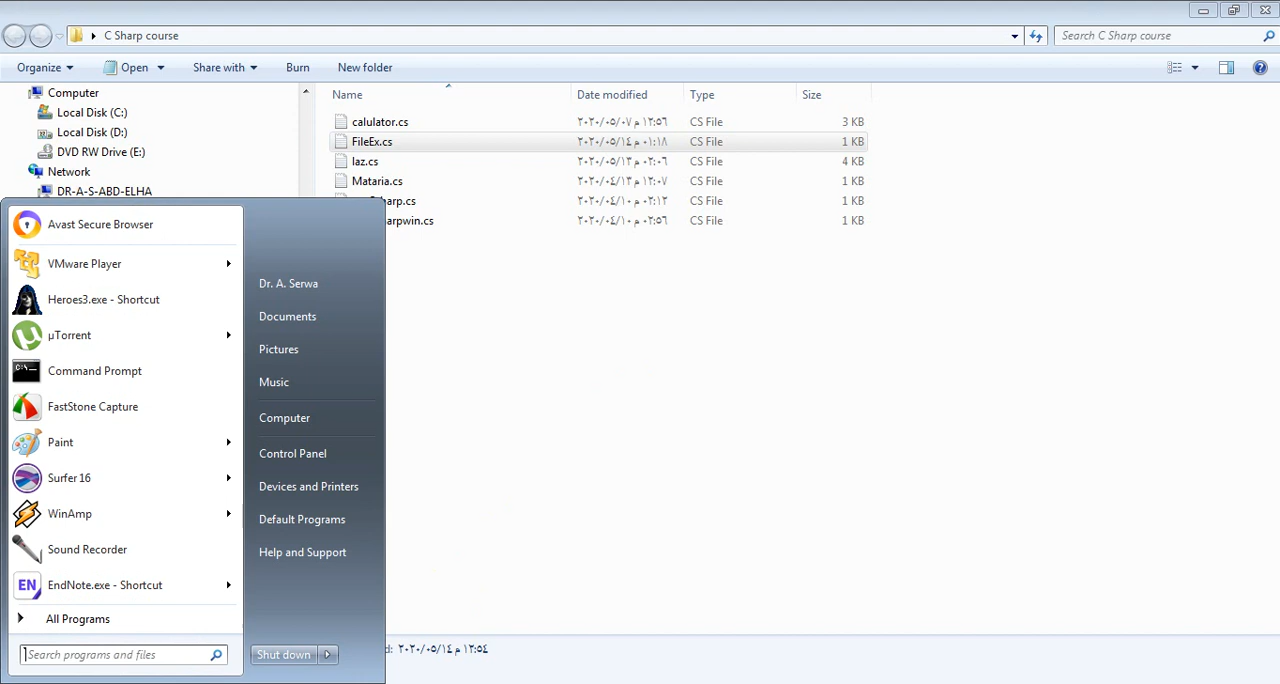 C Sharp course
Search C Sharp course
Organize Open Share with Burn New folder
Computer
Local Disk (C:)
Local Disk (D:)
DVD RW Drive (E:)
Network
DR-A-S-ABD-ELHA
Name Date modified Type Size
calulator.cs ٢٠٢٠/٠٥/٠٧ م ١٢:٥٦ CS File 3 KB
FileEx.cs ٢٠٢٠/٠٥/١٤ م ٠١:١٨ CS File 1 KB
laz.cs ٢٠٢٠/٠٥/١٣ م ٠٢:٠٦ CS File 4 KB
Mataria.cs ٢٠٢٠/٠٤/١٣ م ١٢:٠٧ CS File 1 KB
arp.cs ٢٠٢٠/٠٤/١٠ م ٠٢:١٣ CS File 1 KB
arpwin.cs ٢٠٢٠/٠٤/١٠ م ٠٢:٥٦ CS File 1 KB
Avast Secure Browser
VMware Player
Heroes3.exe - Shortcut
µTorrent
Command Prompt
FastStone Capture
Paint
Surfer 16
WinAmp
Sound Recorder
EN EndNote.exe - Shortcut
All Programs
Search programs and files
Dr. A. Serwa
Documents
Pictures
Music
Computer
Control Panel
Devices and Printers
Default Programs
Help and Support
Shut down
d: ٢٠٢٠/٠٥/١٤ م ١٢:٥٤